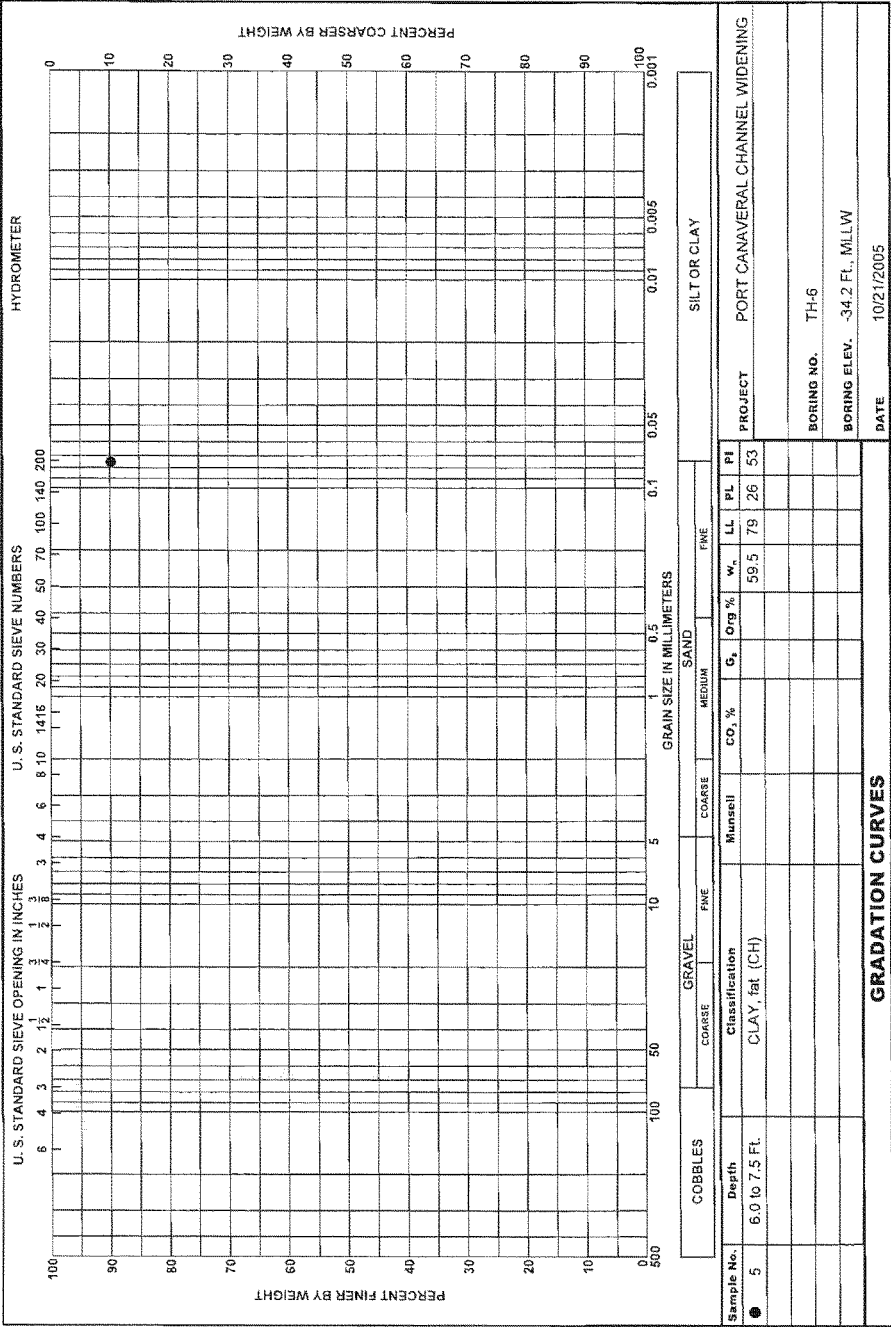 U. S. STANDARD SIEVE OPENING IN INCHES
U. S. STANDARD SIEVE NUMBERS
HYDROMETER
6 4 3 2 1 1/2 1 3/4 1/2 3/8 3 4 6 8 10 14 16 20 30 40 50 70 100 140 200
PERCENT FINER BY WEIGHT
100
90
80
70
60
50
40
30
20
10
0
PERCENT COARSER BY WEIGHT
0
10
20
30
40
50
60
70
80
90
100
500 100 50 10 5 1 0.5 0.1 0.05 0.01 0.005 0.001
GRAIN SIZE IN MILLIMETERS
COBBLES GRAVEL SAND SILT OR CLAY
COARSE FINE COARSE MEDIUM FINE
Sample No. Depth Classification Munsell CO₃ % Gₛ Org % Wₙ LL PL PI
● 5 6.0 to 7.5 Ft. CLAY, fat (CH) 59.5 79 26 53
PROJECT PORT CANAVERAL CHANNEL WIDENING
BORING NO. TH-6
BORING ELEV. -34.2 Ft., MLLW
DATE 10/21/2005
GRADATION CURVES